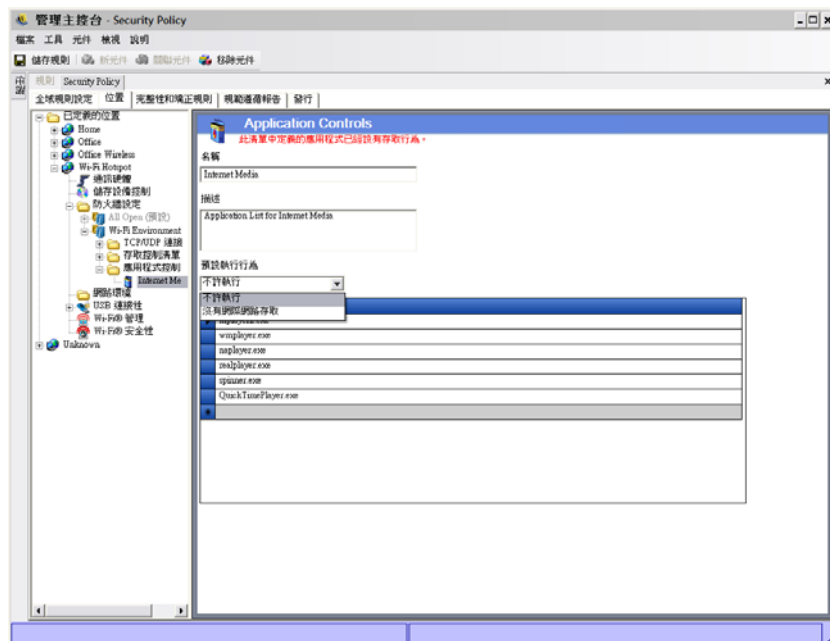 管理主控台 - Security Policy
檔案 工具 元件 檢視 說明
儲存規則 新元件 關聯元件 移除元件
規則 Security Policy
全域規則設定 位置 完整性和矯正規則 規範遵循報告 發行
已定義的位置
Home
Office
Office Wireless
Wi-Fi Hotspot
通訊硬體
儲存設備控制
防火牆設定
All Open (預設)
Wi-Fi Environment
TCP/UDP 連接
存取控制清單
應用程式控制
Internet Me
網路環境
USB 連接性
Wi-Fi® 管理
Wi-Fi® 安全性
Unknown
Application Controls
此清單中定義的應用程式已經設有存取行為。
名稱
Internet Media
描述
Application List for Internet Media
預設執行行為
不許執行
不許執行
沒有網際網路存取
wmplayer.exe
naplayer.exe
realplayer.exe
spinner.exe
QuickTimePlayer.exe